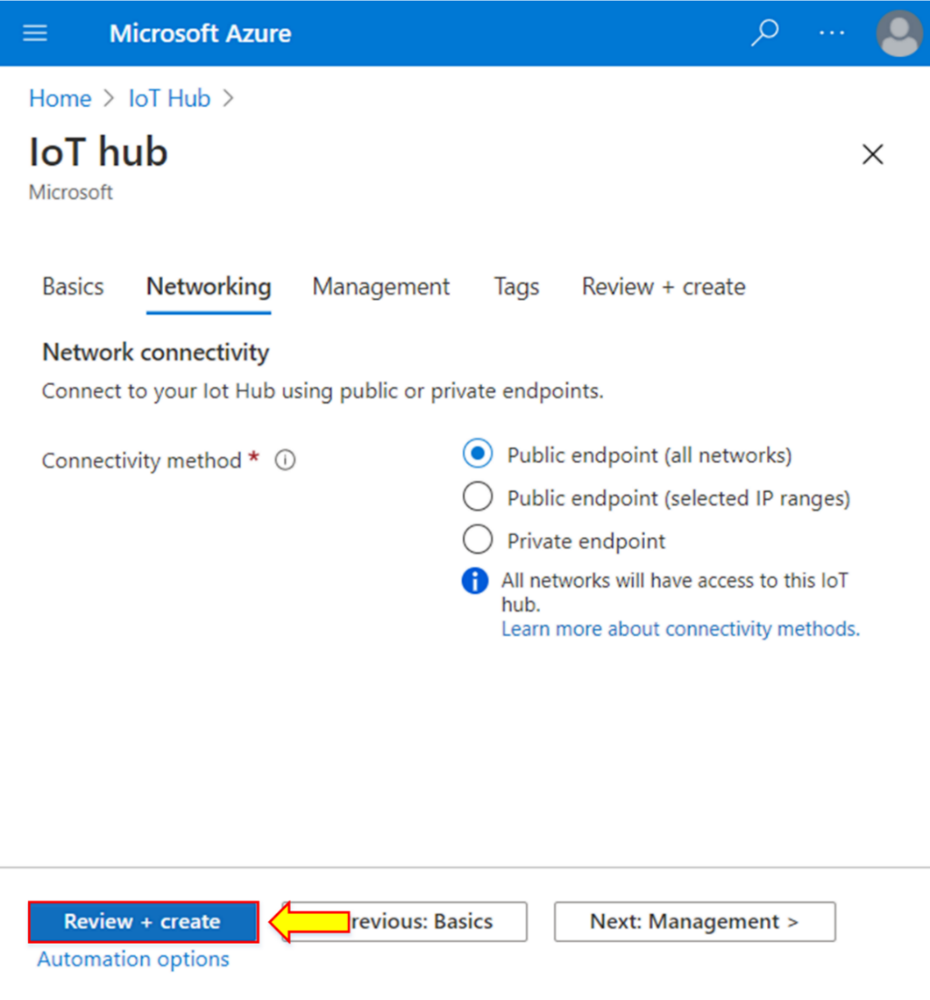 Microsoft Azure
Home > IoT Hub >
IoT hub
Microsoft
Basics Networking Management Tags Review + create
Network connectivity
Connect to your Iot Hub using public or private endpoints.
Connectivity method *
Public endpoint (all networks)
Public endpoint (selected IP ranges)
Private endpoint
All networks will have access to this IoT
hub.
Learn more about connectivity methods.
Review + create revious: Basics Next: Management >
Automation options